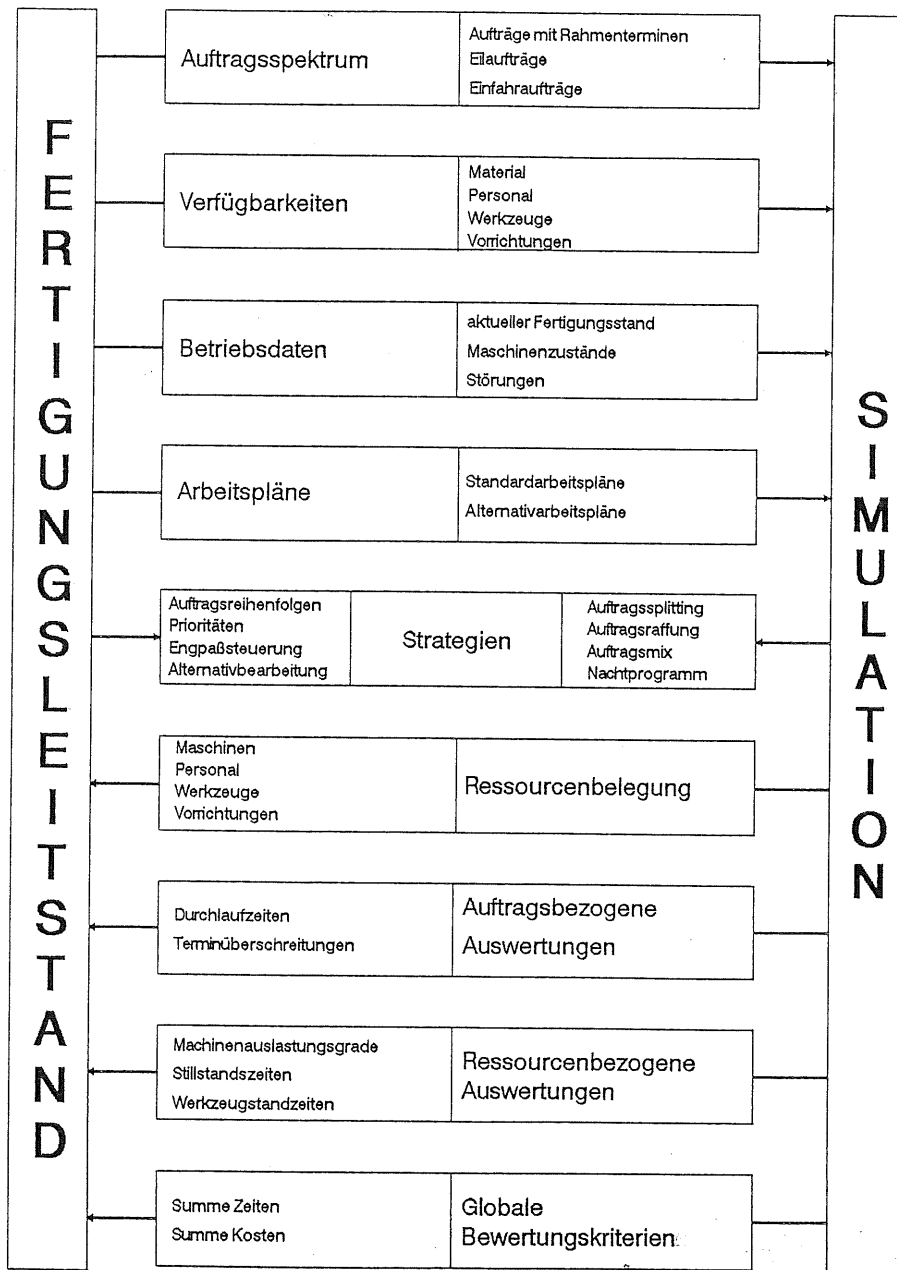 FERTIGUNGSLEITSTAND
Auftragsspektrum
Aufträge mit Rahmenterminen
Eilaufträge
Einfahraufträge
Verfügbarkeiten
Material
Personal
Werkzeuge
Vorrichtungen
Betriebsdaten
aktueller Fertigungsstand
Maschinenzustände
Störungen
Arbeitspläne
Standardarbeitspläne
Alternativarbeitspläne
Auftragsreihenfolgen
Prioritäten
Engpaßsteuerung
Alternativbearbeitung
Strategien
Auftragssplitting
Auftragsraffung
Auftragsmix
Nachtprogramm
Maschinen
Personal
Werkzeuge
Vorrichtungen
Ressourcenbelegung
Durchlaufzeiten
Terminüberschreitungen
Auftragsbezogene
Auswertungen
Machinenauslastungsgrade
Stillstandszeiten
Werkzeugstandzeiten
Ressourcenbezogene
Auswertungen
Summe Zeiten
Summe Kosten
Globale
Bewertungskriterien
SIMULATION